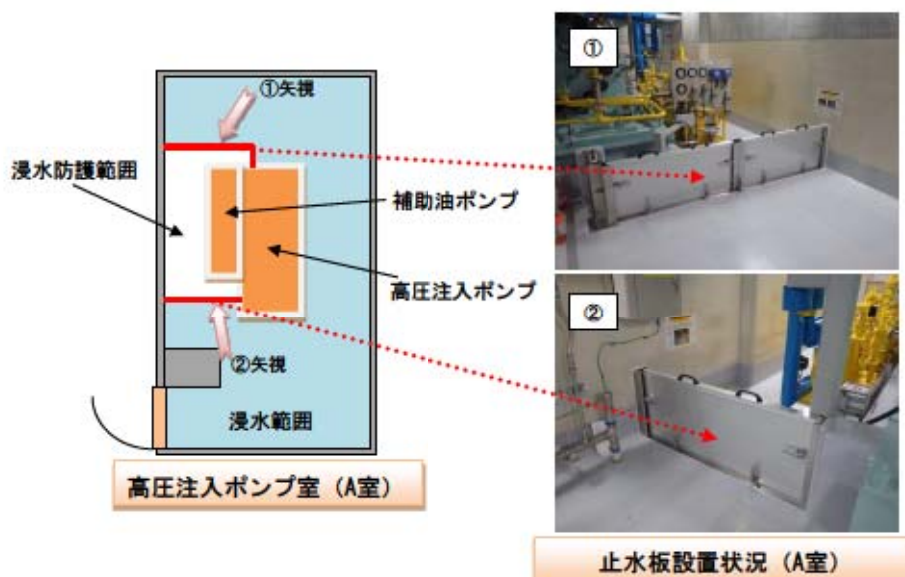 ①
①矢視
浸水防護範囲
補助油ポンプ
高圧注入ポンプ
②
②矢視
浸水範囲
高圧注入ポンプ室（A室）
止水板設置状況（A室）